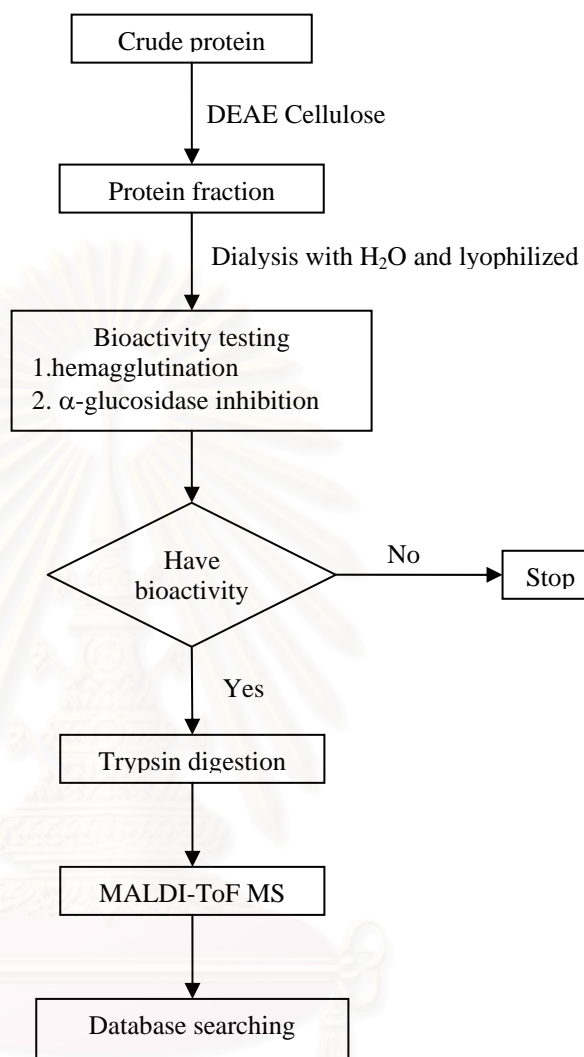 Crude protein
DEAE Cellulose
Protein fraction
Dialysis with H₂O and lyophilized
Bioactivity testing
1.hemagglutination
2. α-glucosidase inhibition
Have
bioactivity
No
Stop
Yes
Trypsin digestion
MALDI-ToF MS
Database searching